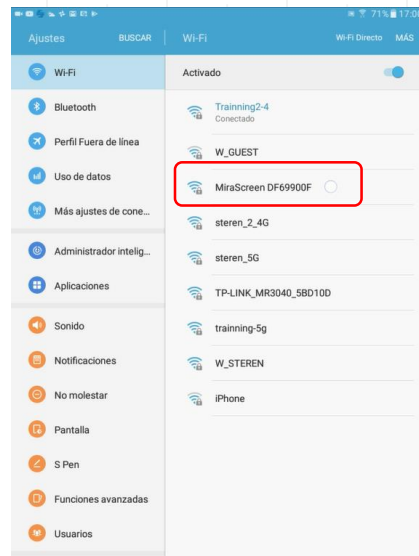 71% 17:06
Ajustes BUSCAR Wi-Fi Wi-Fi Directo MÁS
Wi-Fi
Bluetooth
Perfil Fuera de línea
Uso de datos
Más ajustes de cone...
Administrador intelig...
Aplicaciones
Sonido
Notificaciones
No molestar
Pantalla
S Pen
Funciones avanzadas
Usuarios
Activado
Trainning2-4
Conectado
W_GUEST
MiraScreen DF69900F
steren_2_4G
steren_5G
TP-LINK_MR3040_5BD10D
trainning-5g
W_STEREN
iPhone